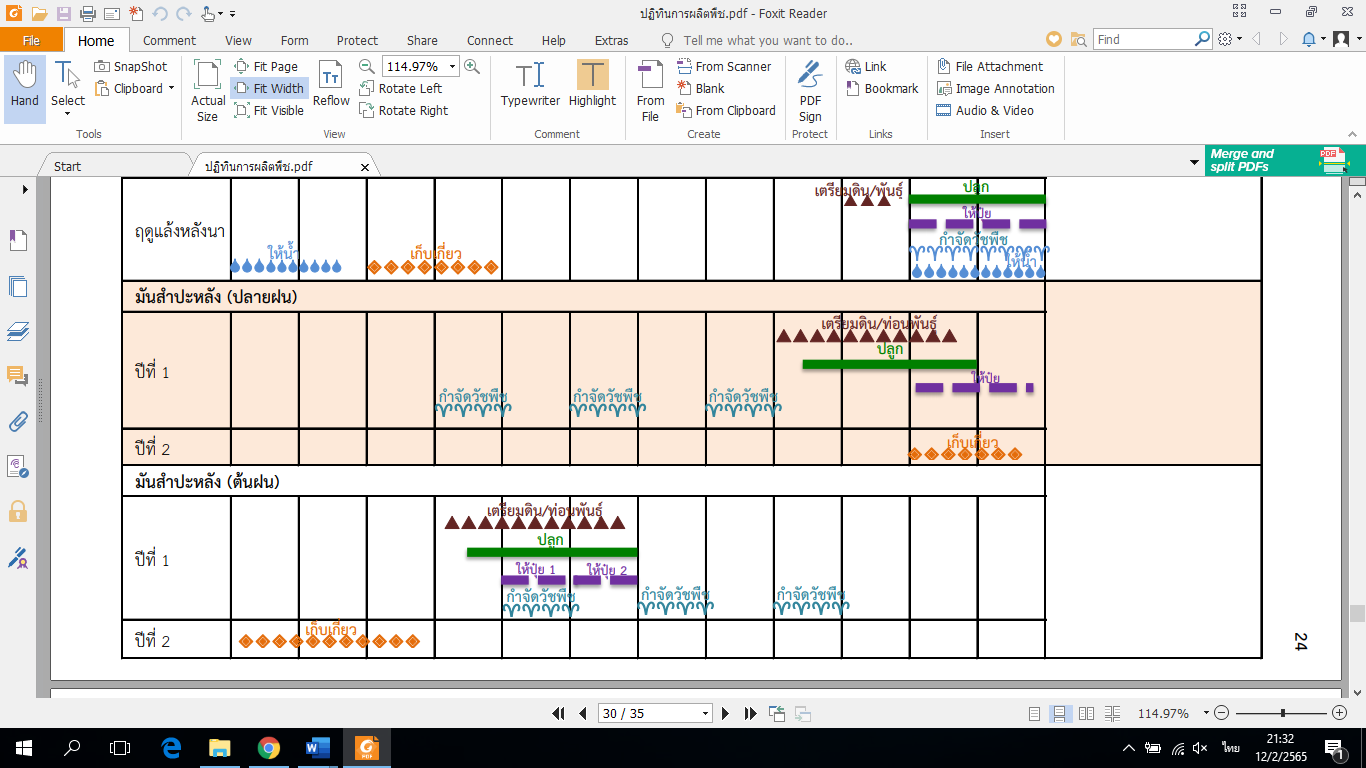 ปฏิทินการผลิตพืช.pdf - Foxit Reader
File Home Comment View Form Protect Share Connect Help Extras Tell me what you want to do.. Find
Hand
Select
SnapShot
Clipboard
Tools
Actual Size
Fit Page
Fit Width
Fit Visible
Reflow
114.97%
Rotate Left
Rotate Right
View
Typewriter
Highlight
Comment
From File
From Scanner
Blank
From Clipboard
Create
PDF Sign
Protect
Link
Bookmark
Links
File Attachment
Image Annotation
Audio & Video
Insert
Start
ปฏิทินการผลิตพืช.pdf
Merge and
split PDFs
PDF
เตรียมดิน/พันธุ์
ปลูก
ให้ปุ๋ย
ฤดูแล้งหลังนา
กำจัดวัชพืช
ให้น้ำ
เก็บเกี่ยว
ให้น้ำ
มันสำปะหลัง (ปลายฝน)
เตรียมดิน/ท่อนพันธุ์
ปลูก
ปีที่ 1
ให้ปุ๋ย
กำจัดวัชพืช
กำจัดวัชพืช
กำจัดวัชพืช
ปีที่ 2
เก็บเกี่ยว
มันสำปะหลัง (ต้นฝน)
เตรียมดิน/ท่อนพันธุ์
ปลูก
ปีที่ 1
ให้ปุ๋ย 1
ให้ปุ๋ย 2
กำจัดวัชพืช
กำจัดวัชพืช
กำจัดวัชพืช
ปีที่ 2
เก็บเกี่ยว
24
30 / 35
114.97%
PDF
ไทย
21:32
12/2/2565
1